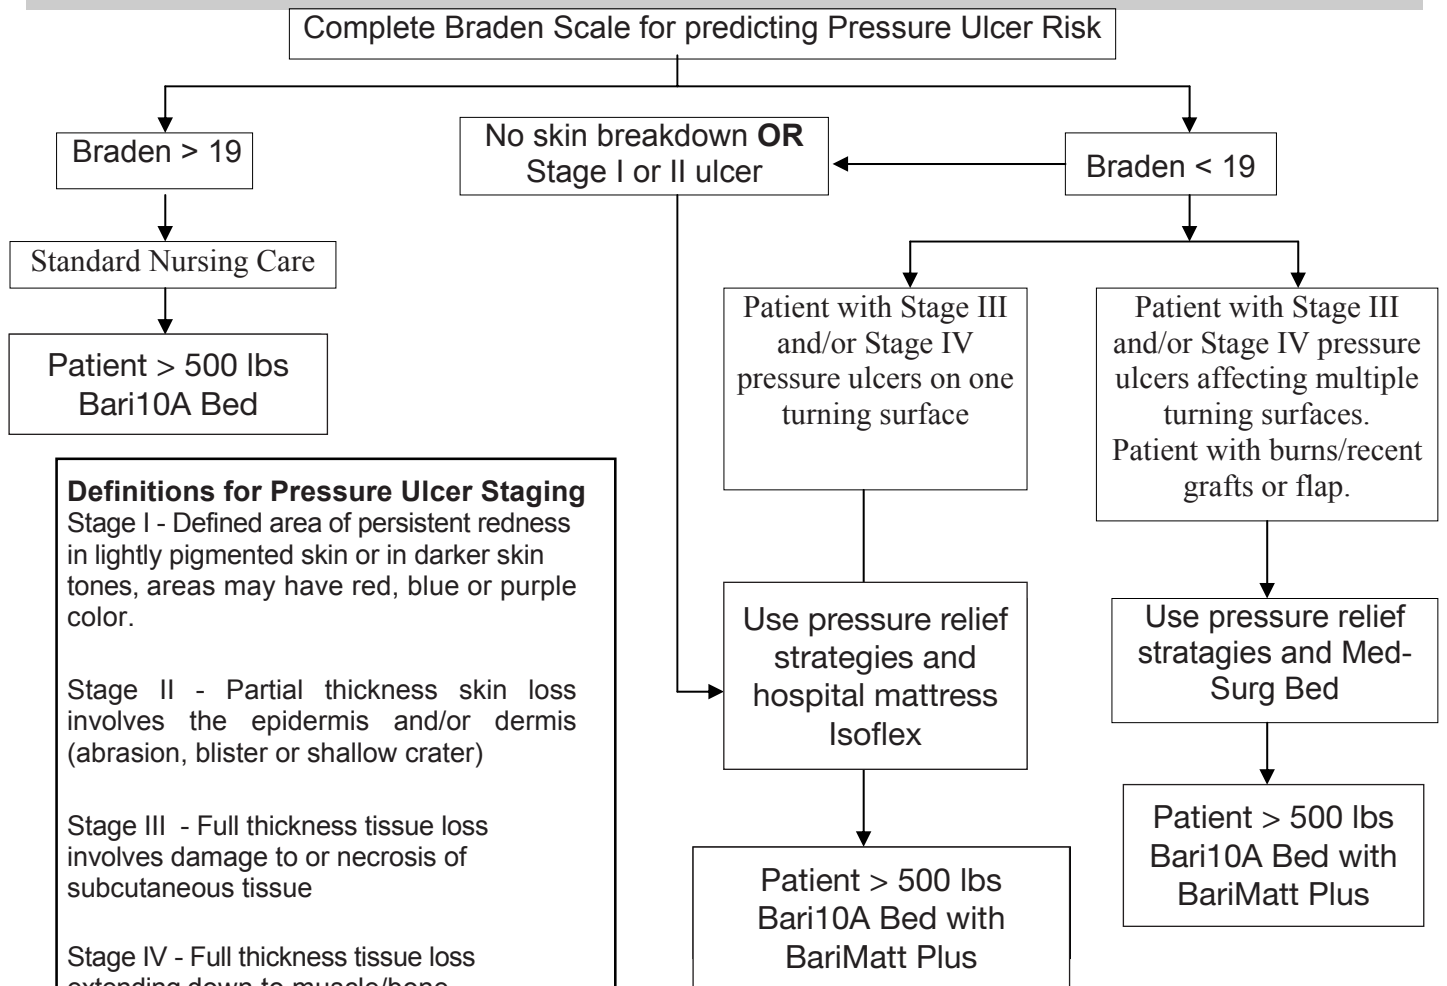 Complete Braden Scale for predicting Pressure Ulcer Risk
Braden > 19
No skin breakdown OR
Stage I or II ulcer
Braden < 19
Standard Nursing Care
Patient > 500 lbs
Bari10A Bed
Patient with Stage III
and/or Stage IV
pressure ulcers on one
turning surface
Patient with Stage III
and/or Stage IV pressure
ulcers affecting multiple
turning surfaces.
Patient with burns/recent
grafts or flap.
Definitions for Pressure Ulcer Staging
Stage I - Defined area of persistent redness
in lightly pigmented skin or in darker skin
tones, areas may have red, blue or purple
color.
Stage II - Partial thickness skin loss
involves the epidermis and/or dermis
(abrasion, blister or shallow crater)
Stage III - Full thickness tissue loss
involves damage to or necrosis of
subcutaneous tissue
Stage IV - Full thickness tissue loss
extending down to muscle/bone
Use pressure relief
strategies and
hospital mattress
Isoflex
Use pressure relief
stratagies and Med-
Surg Bed
Patient > 500 lbs
Bari10A Bed with
BariMatt Plus
Patient > 500 lbs
Bari10A Bed with
BariMatt Plus